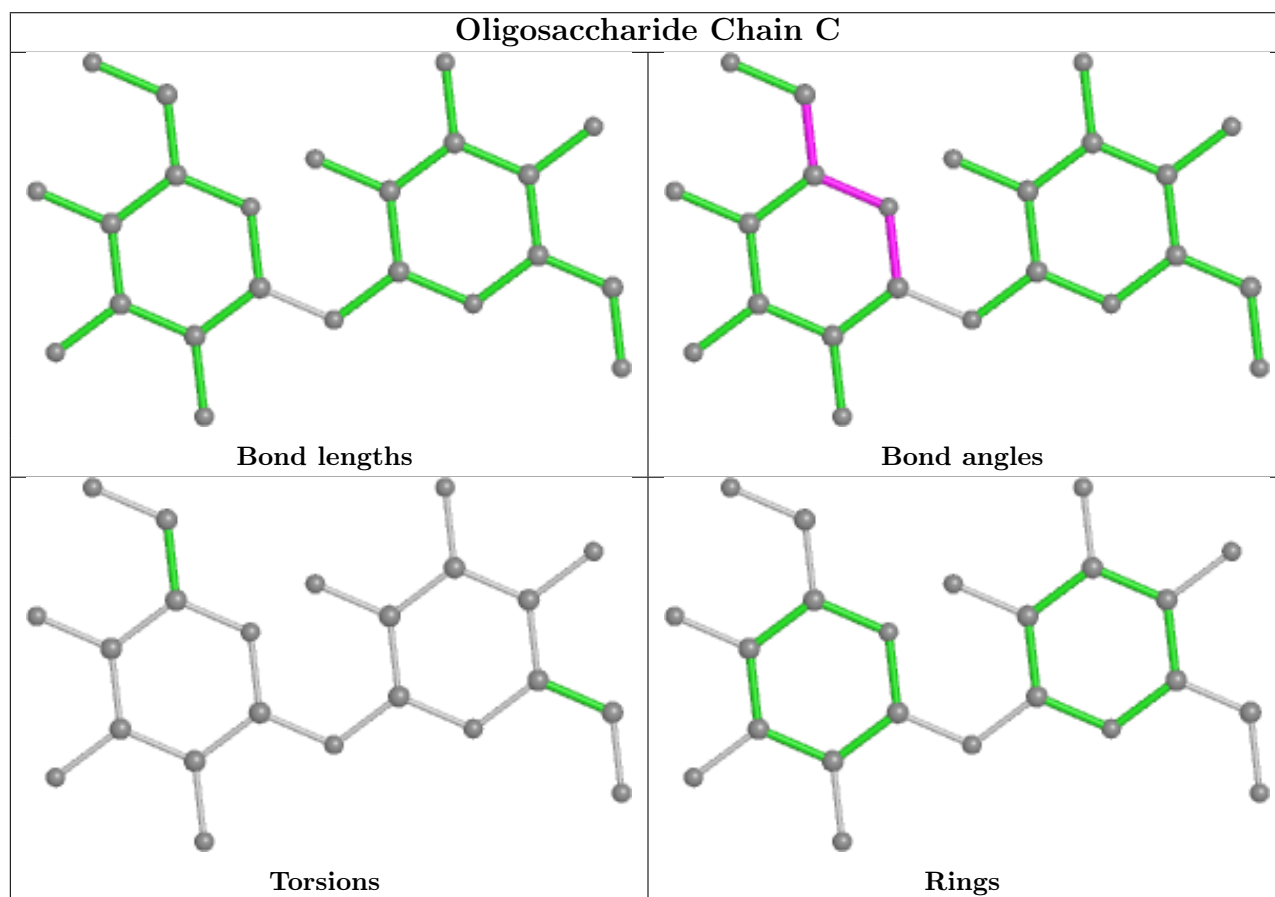 Oligosaccharide Chain C
Bond lengths
Bond angles
Torsions
Rings